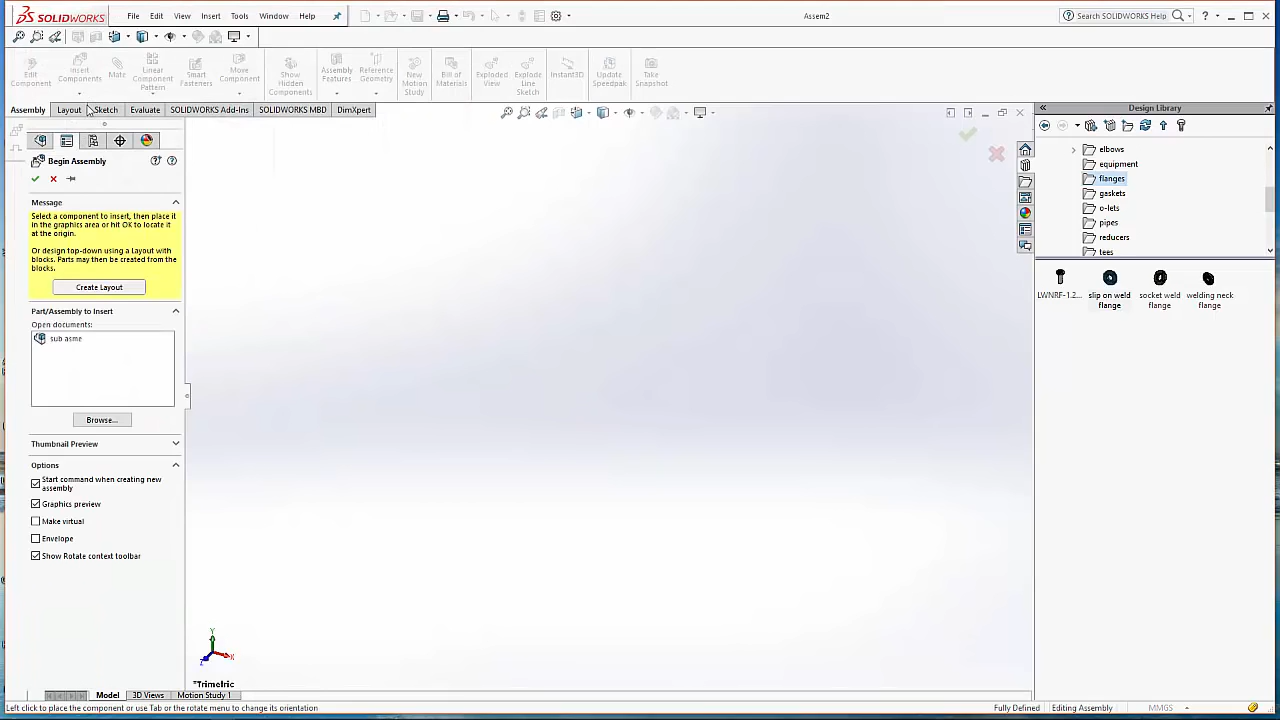 SOLIDWORKS File Edit View Insert Tools Window Help Assem2 Search SOLIDWORKS Help
Edit Component
Insert Components
Mate
Linear Component Pattern
Smart Fasteners
Move Component
Show Hidden Components
Assembly Features
Reference Geometry
New Motion Study
Bill of Materials
Exploded View
Explode Line Sketch
Instant3D
Update Speedpak
Take Snapshot
Assembly Layout Sketch Evaluate SOLIDWORKS Add-Ins SOLIDWORKS MBD DimXpert
Begin Assembly
Message
Select a component to insert, then place it
in the graphics area or hit OK to locate it
at the origin.
Or design top-down using a Layout with
blocks. Parts may then be created from the
blocks.
Create Layout
Part/Assembly to Insert
Open documents:
sub asme
Browse...
Thumbnail Preview
Options
Start command when creating new
assembly
Graphics preview
Make virtual
Envelope
Show Rotate context toolbar
Y
X
Z
*Trimetric
Model 3D Views Motion Study 1
Left click to place the component or use Tab or the rotate menu to change its orientation
Fully Defined Editing Assembly MMGS
Design Library
elbows
equipment
flanges
gaskets
o-lets
pipes
reducers
tees
LWNRF-1.2...
slip on weld
flange
socket weld
flange
welding neck
flange